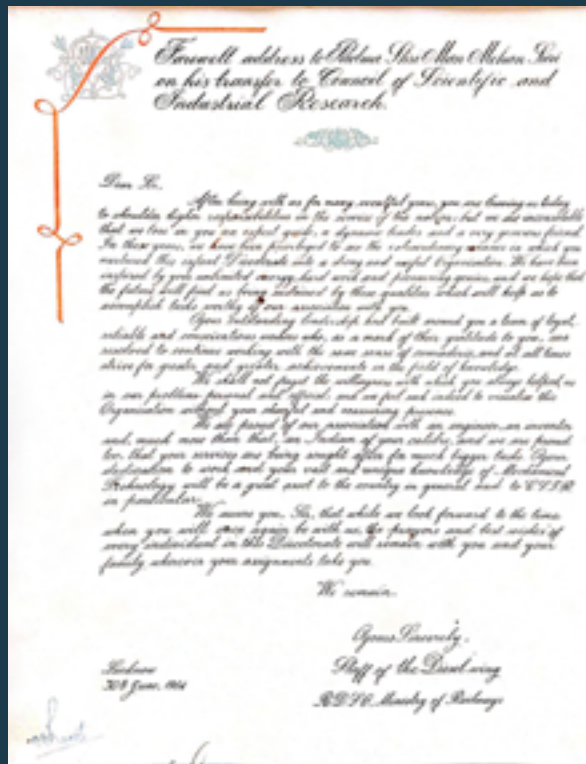 Farewell address to Padma Shri Man Mohan Suri
on his transfer to Council of Scientific and
Industrial Research.
Dear Sir,
After being with us for many eventful years, you are leaving us today
to shoulder higher responsibilities in the service of the nation, but we are
that we lose in you an expert guide, a dynamic leader and a very gracious friend.
In these years, we have been privileged to see the extraordinary manner in which you
nurtured this Directorate into a strong and useful Organisation. We have been
inspired by your unlimited energy, hard work and pioneering genius, and we hope that
the future will find us being sustained by these qualities which will help us to
accomplish tasks worthy of our association with you.
Your outstanding leadership had built around you a team of loyal,
reliable and conscientious workers who, as a mark of their gratitude to you, are
resolved to continue working with the same sense of comradeship and at all times
strive for greater and greater achievements in the field of knowledge.
We shall not forget the willingness with which you always helped us
in our problems personal and official, and we feel sad indeed to visualise this
Organisation without your cheerful and reassuring presence.
We are proud of our association with an engineer, an inventor
and, much more than that, an Indian of your calibre, and we are proud
too, that your services are being sought after for much bigger tasks. Your
dedication to work and your vast and unique knowledge of Mechanical
Technology will be a great asset to the country in general and to C.S.I.R.
in particular.
We assure you, Sir, that while we look forward to the time
when you will once again be with us, the prayers and best wishes of
every individual in this Directorate will remain with you and your
family wherever your assignments take you.
We remain,
Yours Sincerely,
Staff of the Diesel wing
R.D.S.O. Ministry of Railways
Lucknow
June,